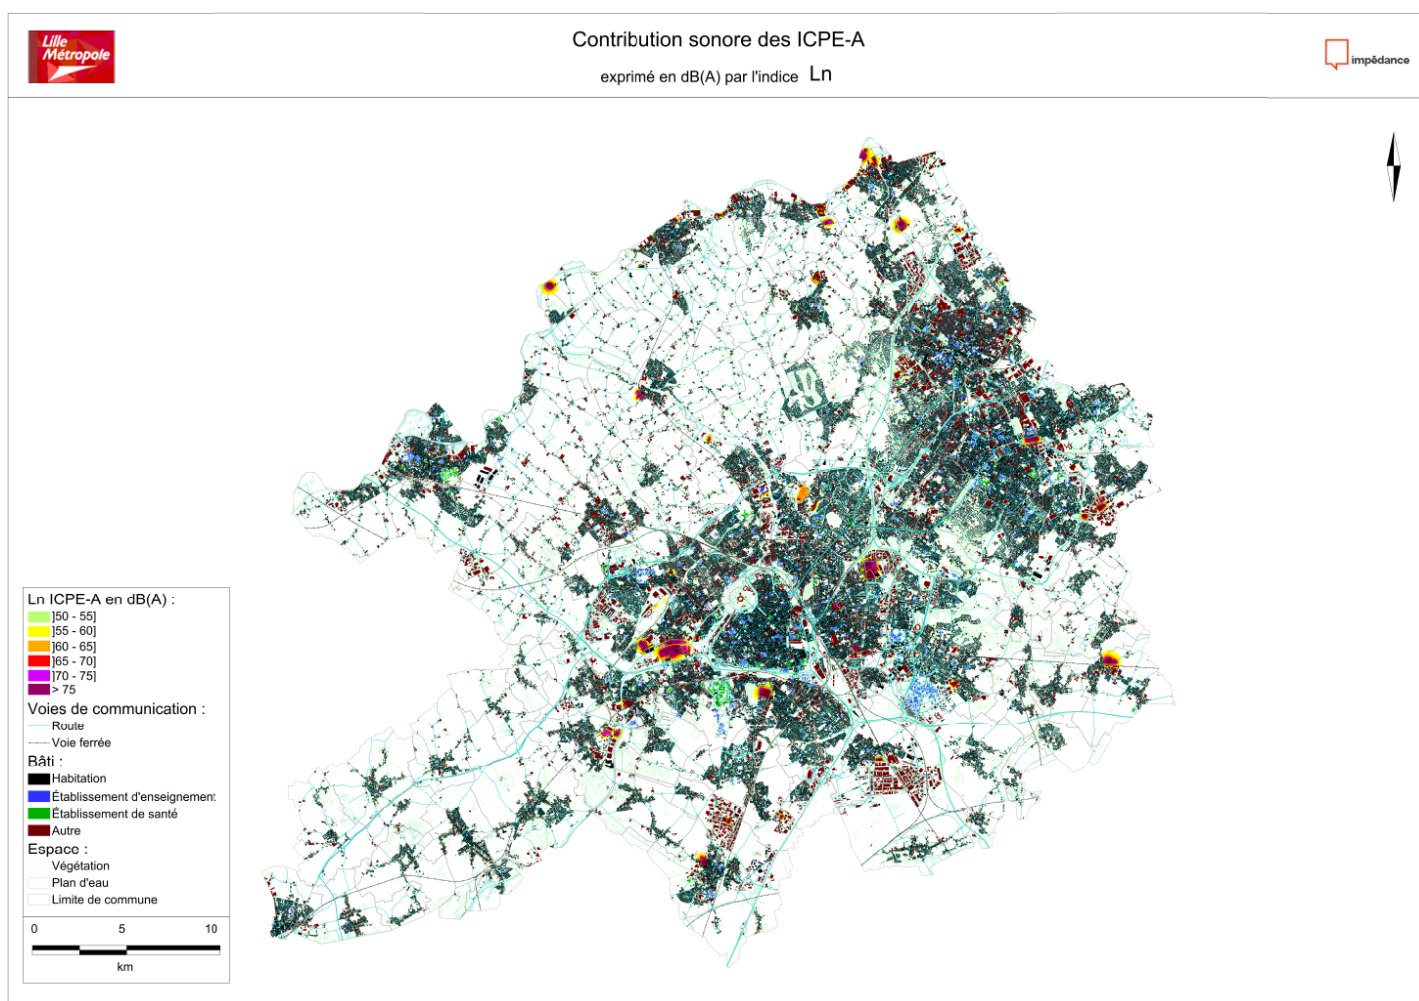 Lille
Métropole
Contribution sonore des ICPE-A
exprimé en dB(A) par l'indice Ln
impédance
Ln ICPE-A en dB(A) :
]50 - 55]
]55 - 60]
]60 - 65]
]65 - 70]
]70 - 75]
> 75
Voies de communication :
Route
Voie ferrée
Bâti :
Habitation
Établissement d'enseignement
Établissement de santé
Autre
Espace :
Végétation
Plan d'eau
Limite de commune
0 5 10
km